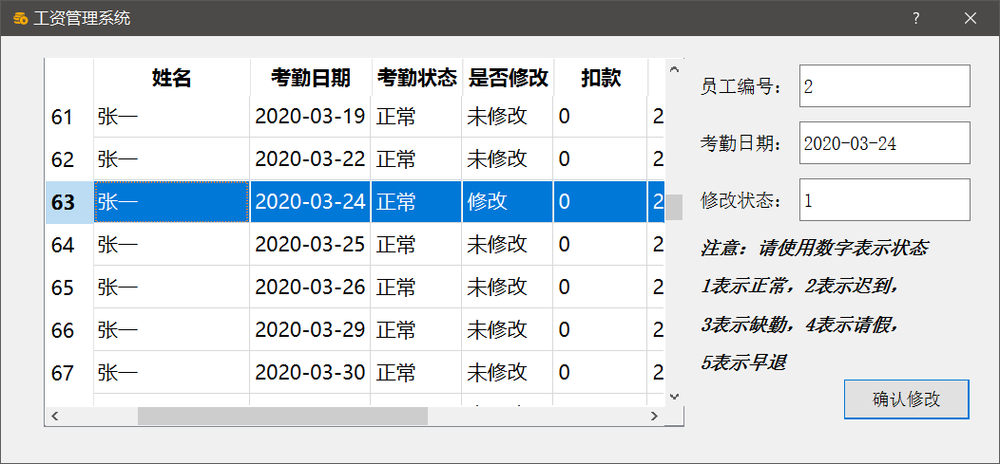 工资管理系统 ?
姓名 考勤日期 考勤状态 是否修改 扣款
61 张一 2020-03-19 正常 未修改 0 2
62 张一 2020-03-22 正常 未修改 0 2
63 张一 2020-03-24 正常 修改 0 2
64 张一 2020-03-25 正常 未修改 0 2
65 张一 2020-03-26 正常 未修改 0 2
66 张一 2020-03-29 正常 未修改 0 2
67 张一 2020-03-30 正常 未修改 0 2
员工编号： 2
考勤日期： 2020-03-24
修改状态： 1
注意：请使用数字表示状态
1表示正常，2表示迟到，
3表示缺勤，4表示请假，
5表示早退
确认修改